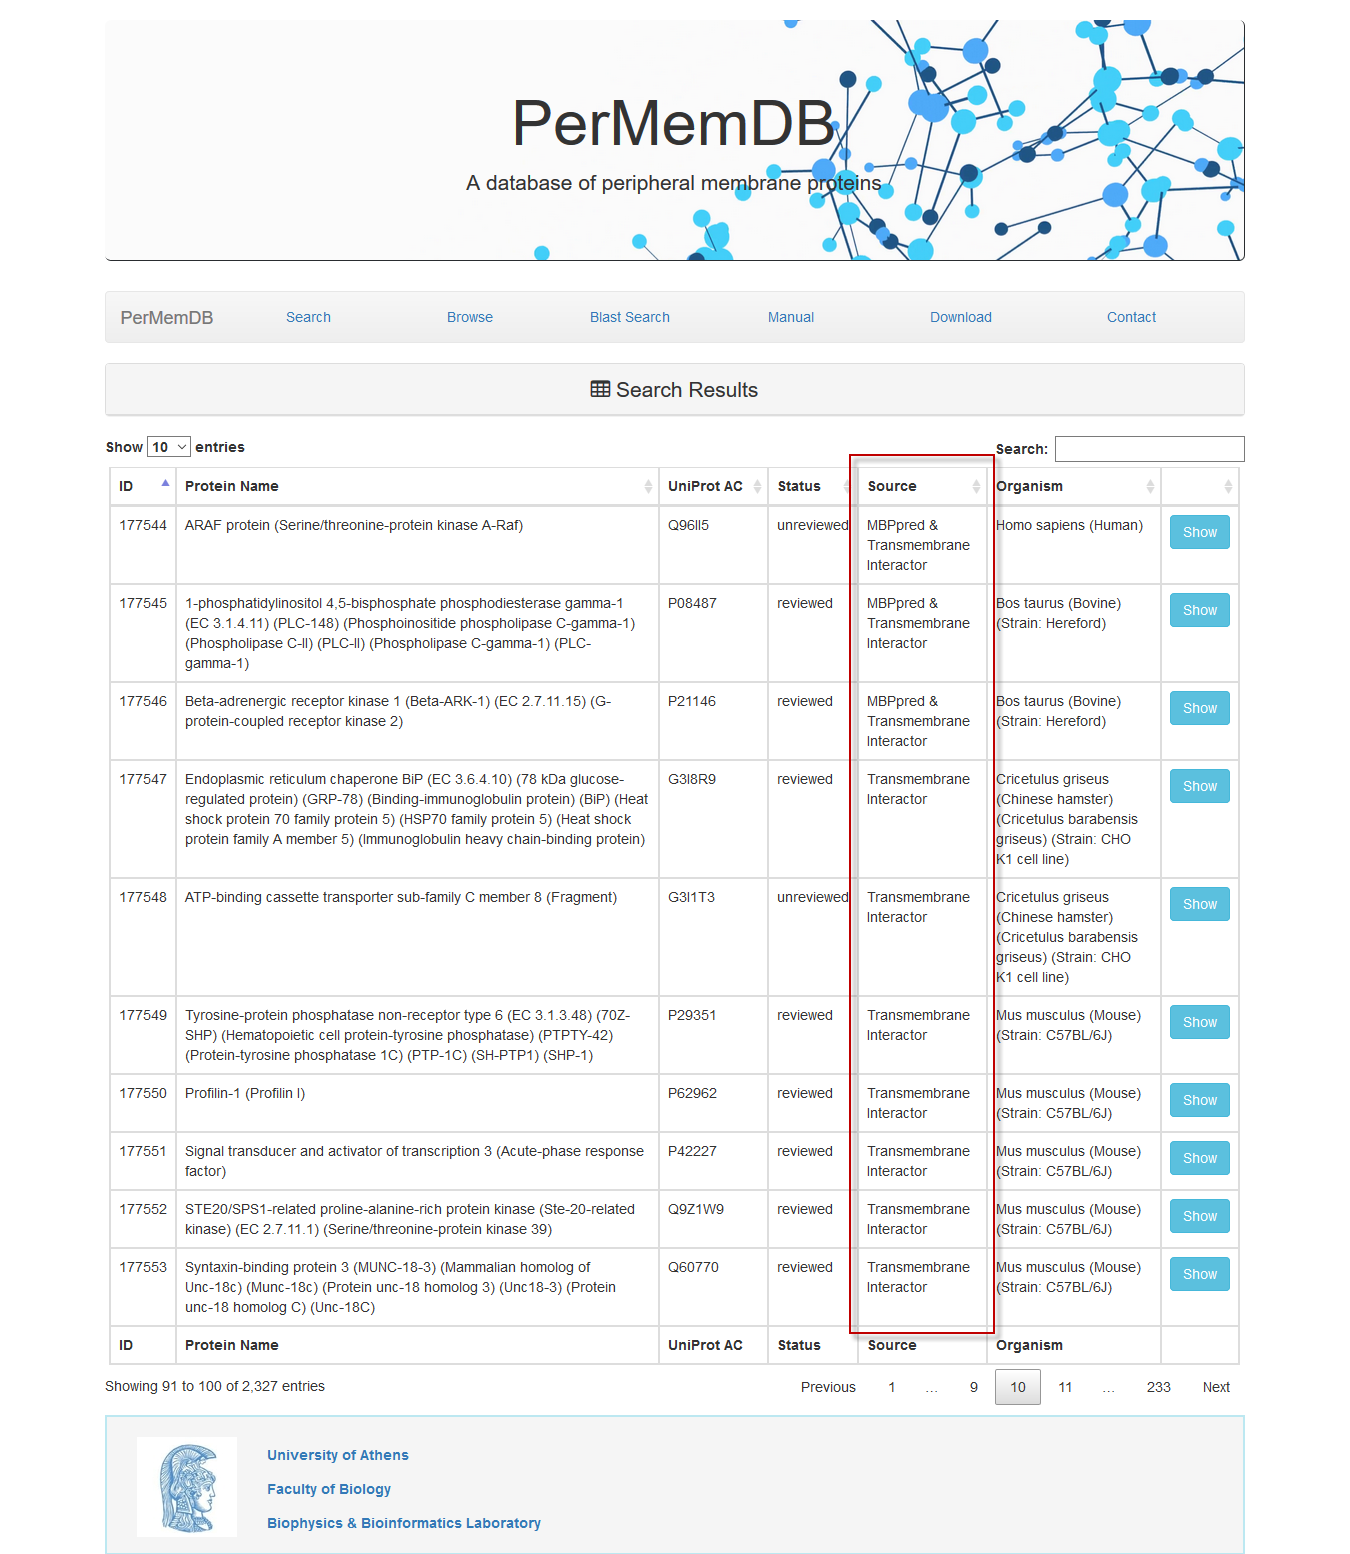 PerMemDB
A database of peripheral membrane proteins
PerMemDB Search Browse Blast Search Manual Download Contact
Search Results
Show 10 entries Search:
ID Protein Name UniProt AC Status Source Organism
177544 ARAF protein (Serine/threonine-protein kinase A-Raf) Q96II5 unreviewed MBPpred & Homo sapiens (Human) Show
Transmembrane
Interactor
177545 1-phosphatidylinositol 4,5-bisphosphate phosphodiesterase gamma-1 P08487 reviewed MBPpred & Bos taurus (Bovine) Show
(EC 3.1.4.11) (PLC-148) (Phosphoinositide phospholipase C-gamma-1) Transmembrane (Strain: Hereford)
(Phospholipase C-II) (PLC-II) (Phospholipase C-gamma-1) (PLC- Interactor
gamma-1)
177546 Beta-adrenergic receptor kinase 1 (Beta-ARK-1) (EC 2.7.11.15) (G- P21146 reviewed MBPpred & Bos taurus (Bovine) Show
protein-coupled receptor kinase 2) Transmembrane (Strain: Hereford)
Interactor
177547 Endoplasmic reticulum chaperone BiP (EC 3.6.4.10) (78 kDa glucose- G3I8R9 reviewed Transmembrane Cricetulus griseus Show
regulated protein) (GRP-78) (Binding-immunoglobulin protein) (BiP) (Heat Interactor (Chinese hamster)
shock protein 70 family protein 5) (HSP70 family protein 5) (Heat shock (Cricetulus barabensis
protein family A member 5) (Immunoglobulin heavy chain-binding protein) griseus) (Strain: CHO
K1 cell line)
177548 ATP-binding cassette transporter sub-family C member 8 (Fragment) G3I1T3 unreviewed Transmembrane Cricetulus griseus Show
Interactor (Chinese hamster)
(Cricetulus barabensis
griseus) (Strain: CHO
K1 cell line)
177549 Tyrosine-protein phosphatase non-receptor type 6 (EC 3.1.3.48) (70Z- P29351 reviewed Transmembrane Mus musculus (Mouse) Show
SHP) (Hematopoietic cell protein-tyrosine phosphatase) (PTPTY-42) Interactor (Strain: C57BL/6J)
(Protein-tyrosine phosphatase 1C) (PTP-1C) (SH-PTP1) (SHP-1)
177550 Profilin-1 (Profilin I) P62962 reviewed Transmembrane Mus musculus (Mouse) Show
Interactor (Strain: C57BL/6J)
177551 Signal transducer and activator of transcription 3 (Acute-phase response P42227 reviewed Transmembrane Mus musculus (Mouse) Show
factor) Interactor (Strain: C57BL/6J)
177552 STE20/SPS1-related proline-alanine-rich protein kinase (Ste-20-related Q9Z1W9 reviewed Transmembrane Mus musculus (Mouse) Show
kinase) (EC 2.7.11.1) (Serine/threonine-protein kinase 39) Interactor (Strain: C57BL/6J)
177553 Syntaxin-binding protein 3 (MUNC-18-3) (Mammalian homolog of Q60770 reviewed Transmembrane Mus musculus (Mouse) Show
Unc-18c) (Munc-18c) (Protein unc-18 homolog 3) (Unc18-3) (Protein Interactor (Strain: C57BL/6J)
unc-18 homolog C) (Unc-18C)
ID Protein Name UniProt AC Status Source Organism
Showing 91 to 100 of 2,327 entries Previous 1 … 9 10 11 … 233 Next
University of Athens
Faculty of Biology
Biophysics & Bioinformatics Laboratory